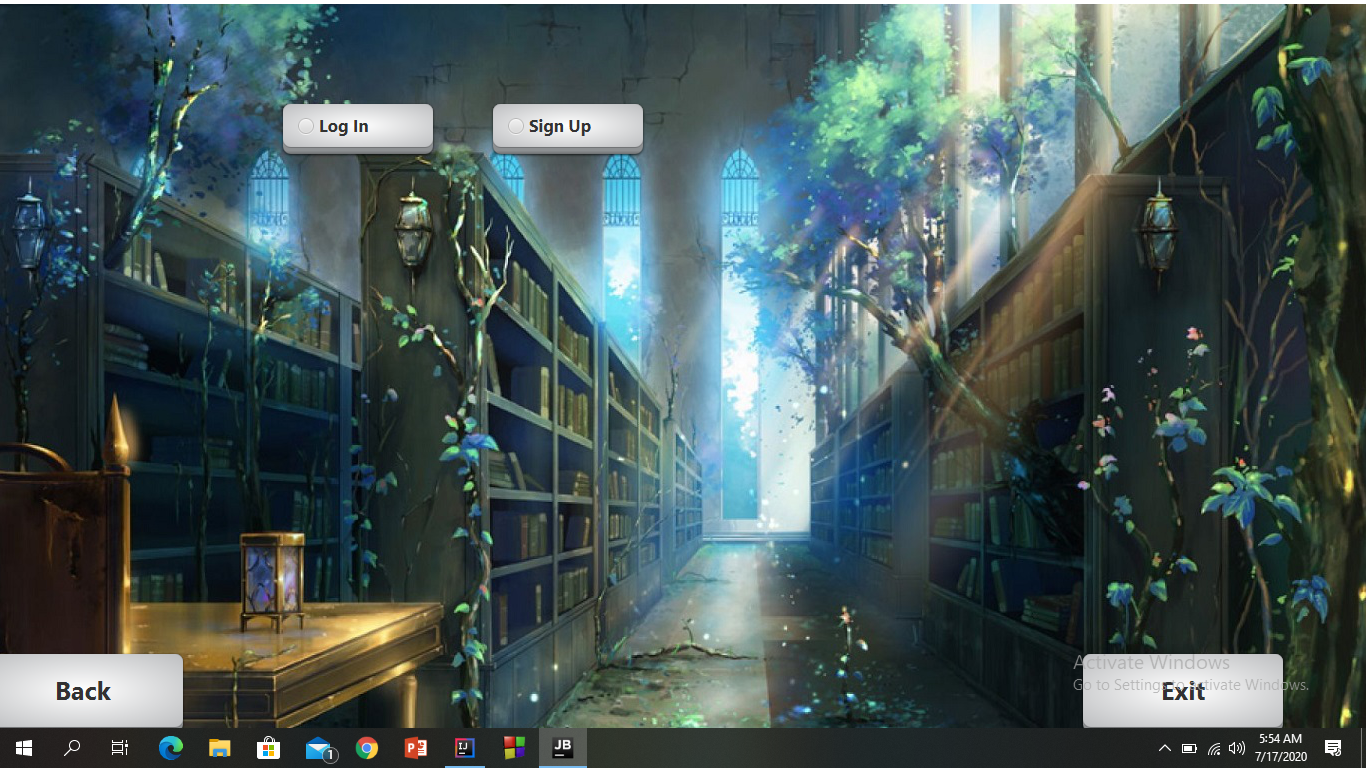 Log In
Sign Up
Back
Activate Windows
Go to Settings to Activate Windows.
Exit
1
P
IJ
JB
5:54 AM
7/17/2020